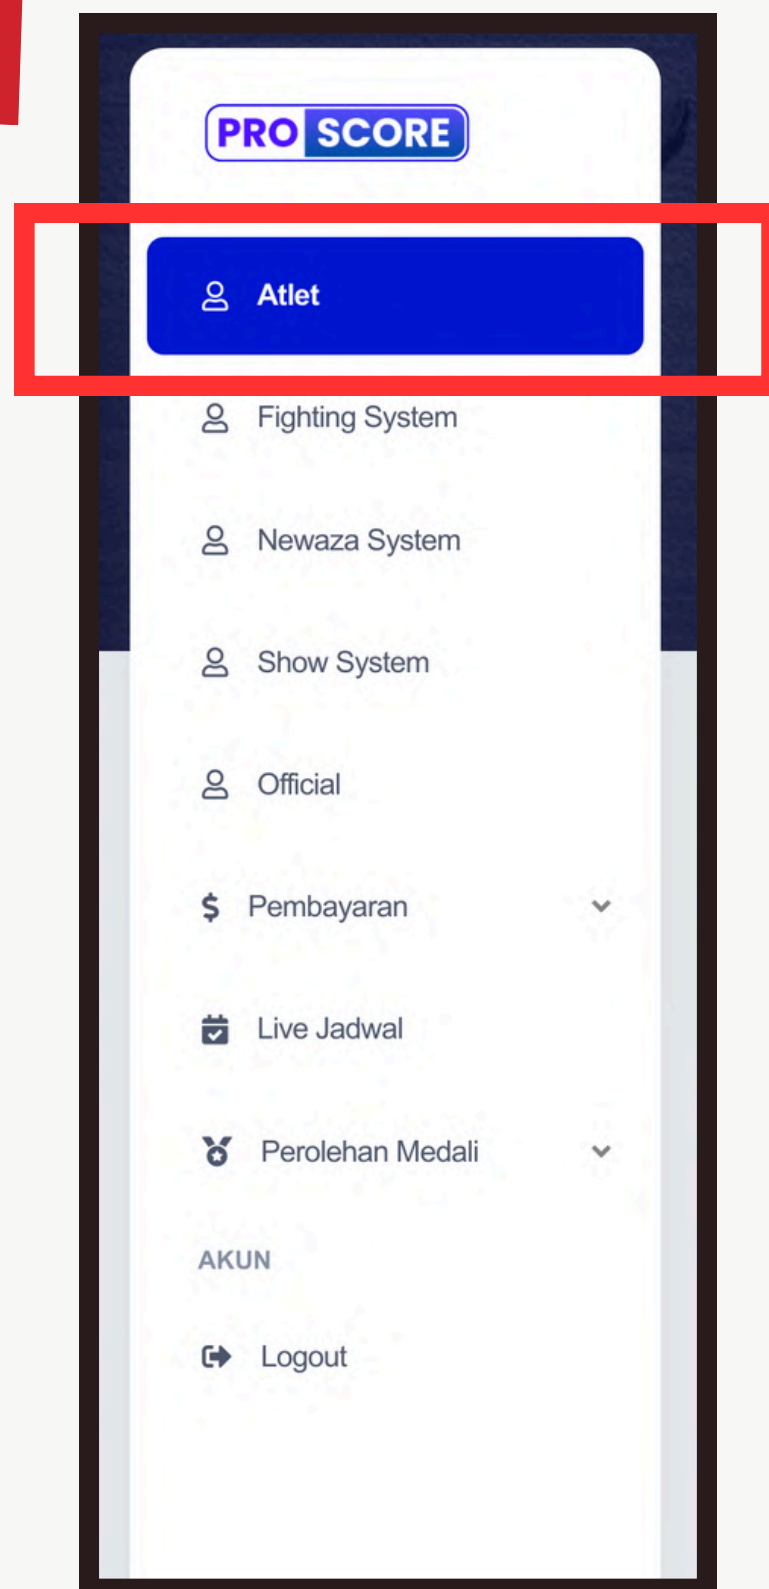 PRO SCORE
Atlet
Fighting System
Newaza System
Show System
Official
Pembayaran
Live Jadwal
Perolehan Medali
AKUN
Logout